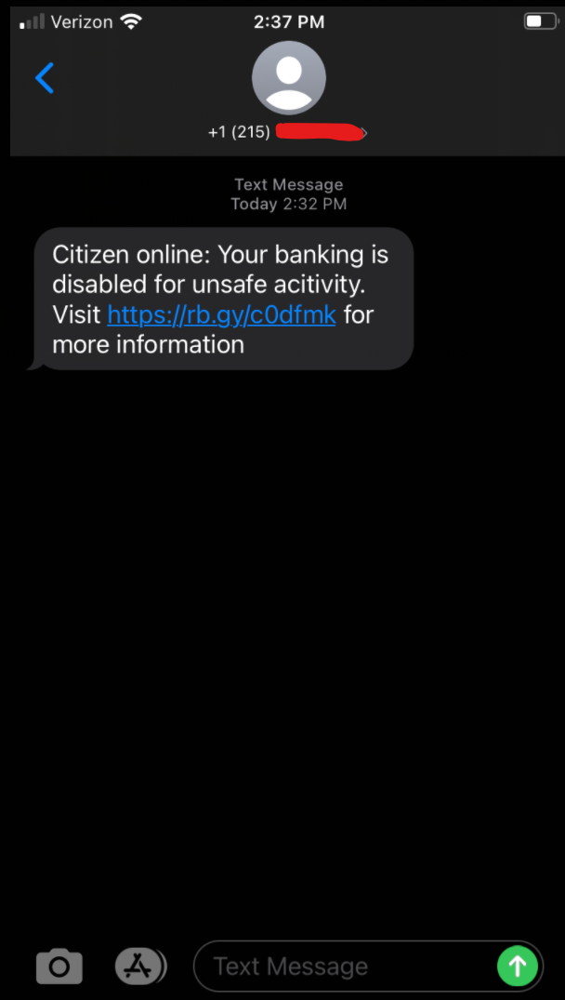 Verizon 2:37 PM
+1 (215)
Text Message
Today 2:32 PM
Citizen online: Your banking is
disabled for unsafe acitivity.
Visit https://rb.gy/c0dfmk for
more information
Text Message